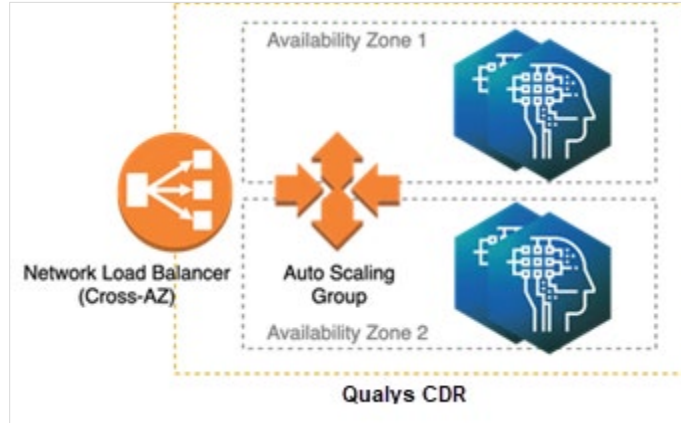 Availability Zone 1
Network Load Balancer
(Cross-AZ)
Auto Scaling
Group
Availability Zone 2
Qualys CDR